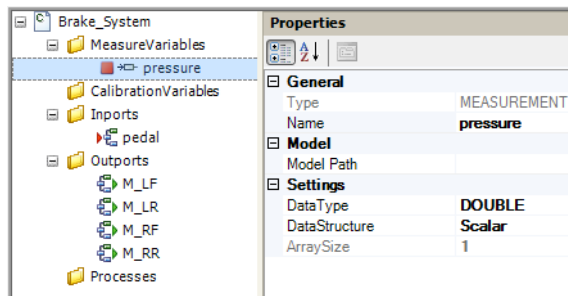 Brake_System
MeasureVariables
pressure
CalibrationVariables
Inports
pedal
Outports
M_LF
M_LR
M_RF
M_RR
Processes
Properties
General
Type MEASUREMENT
Name pressure
Model
Model Path
Settings
DataType DOUBLE
DataStructure Scalar
ArraySize 1